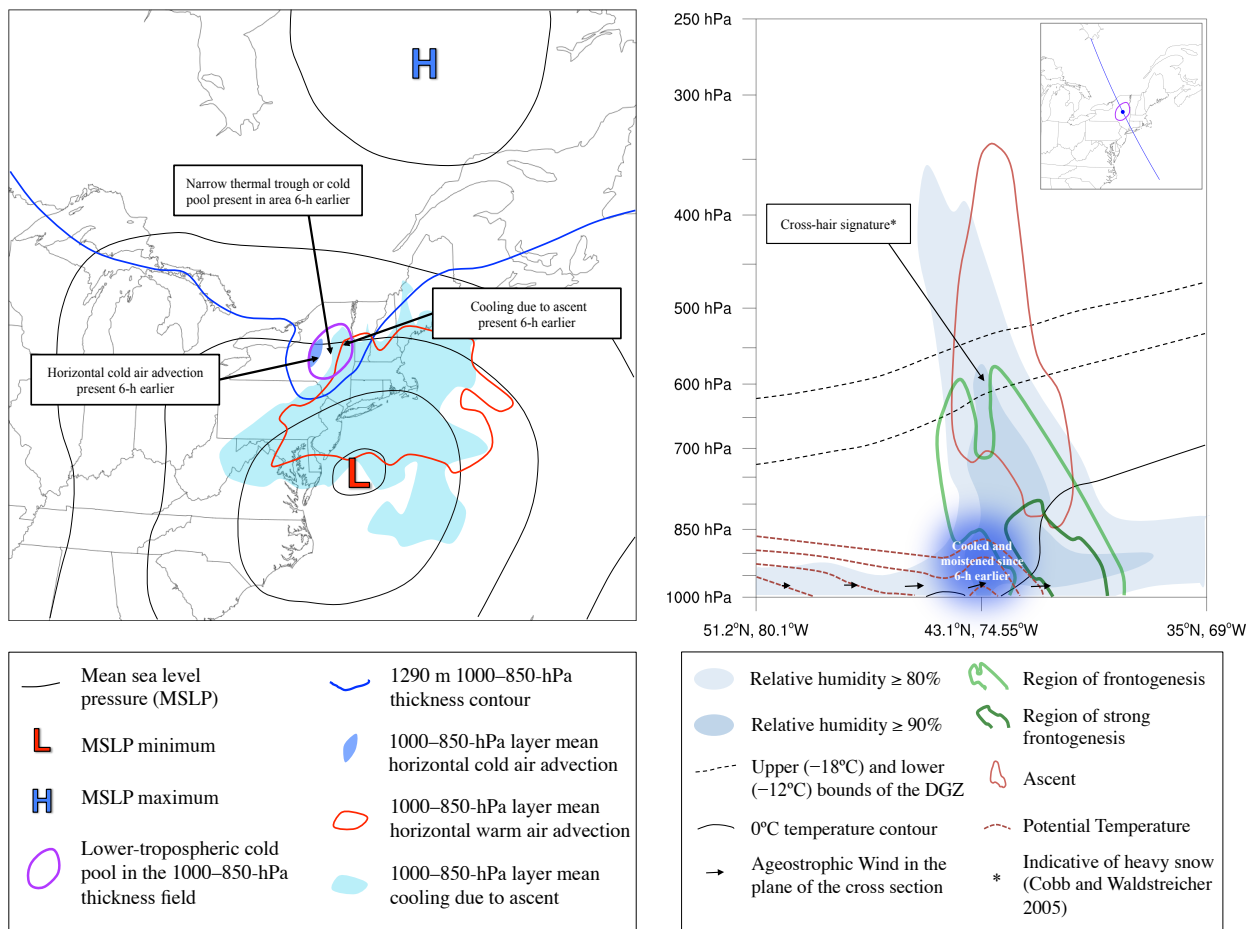 H
Narrow thermal trough or cold
pool present in area 6-h earlier
Cooling due to ascent
present 6-h earlier
Horizontal cold air advection
present 6-h earlier
L
250 hPa
300 hPa
400 hPa
500 hPa
600 hPa
700 hPa
850 hPa
1000 hPa
Cross-hair signature*
Cooled and
moistened since
6-h earlier
51.2ºN, 80.1ºW
43.1ºN, 74.55ºW
35ºN, 69ºW
Mean sea level
pressure (MSLP)
L
MSLP minimum
H
MSLP maximum
Lower-tropospheric cold
pool in the 1000–850-hPa
thickness field
1290 m 1000–850-hPa
thickness contour
1000–850-hPa layer mean
horizontal cold air advection
1000–850-hPa layer mean
horizontal warm air advection
1000–850-hPa layer mean
cooling due to ascent
Relative humidity ≥ 80%
Relative humidity ≥ 90%
Upper (−18ºC) and lower
(−12ºC) bounds of the DGZ
0ºC temperature contour
Ageostrophic Wind in the
plane of the cross section
Region of frontogenesis
Region of strong
frontogenesis
Ascent
Potential Temperature
* Indicative of heavy snow
(Cobb and Waldstreicher
2005)